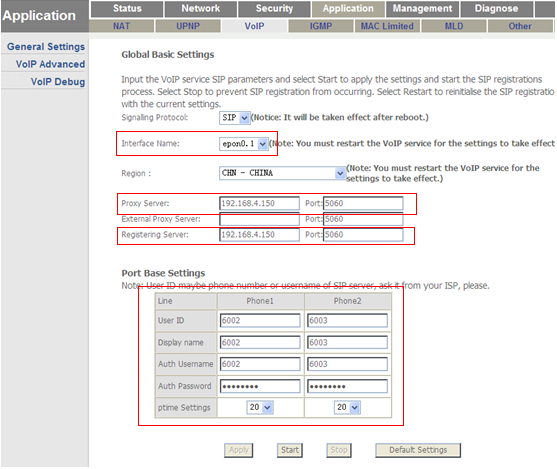 Application
Status Network Security Application Management Diagnose
NAT UPNP VoIP IGMP MAC Limited MLD Other
General Settings
VoIP Advanced
VoIP Debug
Global Basic Settings
Input the VoIP service SIP parameters and select Start to apply the settings and start the SIP registrations
process. Select Stop to prevent SIP registration from occurring. Select Restart to reinitialise the SIP registratio
with the current settings.
Signaling Protocol: SIP (Notice: It will be taken effect after reboot.)
Interface Name: epon0.1 (Note: You must restart the VoIP service for the settings to take effect
Region : CHN - CHINA (Note: You must restart the VoIP service for the
settings to take effect.)
Proxy Server: 192.168.4.150 Port: 5060
External Proxy Server: Port: 5060
Registering Server: 192.168.4.150 Port: 5060
Port Base Settings
Note: User ID maybe phone number or username of SIP server, ask it from your ISP, please.
Line Phone1 Phone2
User ID 6002 6003
Display name 6002 6003
Auth Username 6002 6003
Auth Password ●●●●●●●● ●●●●●●●●
ptime Settings 20 20
Apply Start Stop Default Settings